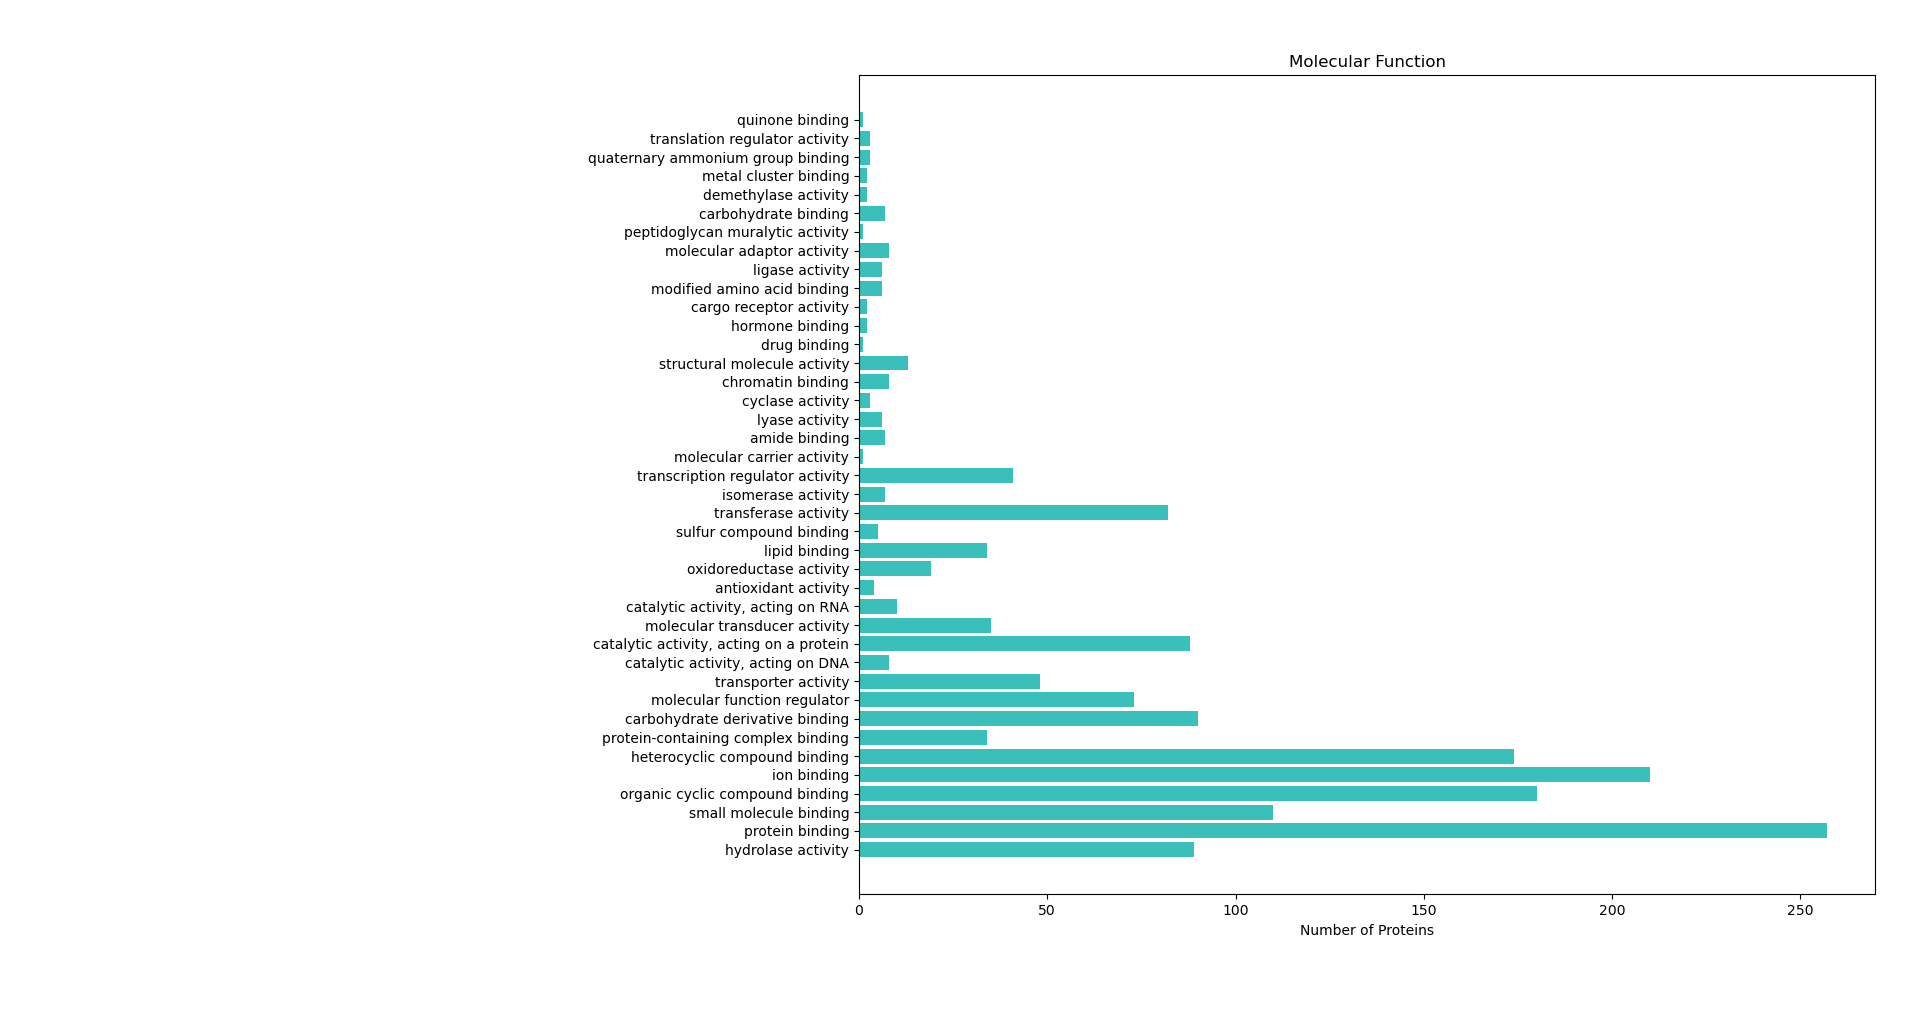 Molecular Function
quinone binding
translation regulator activity
quaternary ammonium group binding
metal cluster binding
demethylase activity
carbohydrate binding
peptidoglycan muralytic activity
molecular adaptor activity
ligase activity
modified amino acid binding
cargo receptor activity
hormone binding
drug binding
structural molecule activity
chromatin binding
cyclase activity
lyase activity
amide binding
molecular carrier activity
transcription regulator activity
isomerase activity
transferase activity
sulfur compound binding
lipid binding
oxidoreductase activity
antioxidant activity
catalytic activity, acting on RNA
molecular transducer activity
catalytic activity, acting on a protein
catalytic activity, acting on DNA
transporter activity
molecular function regulator
carbohydrate derivative binding
protein-containing complex binding
heterocyclic compound binding
ion binding
organic cyclic compound binding
small molecule binding
protein binding
hydrolase activity
0 50 100 150 200 250
Number of Proteins